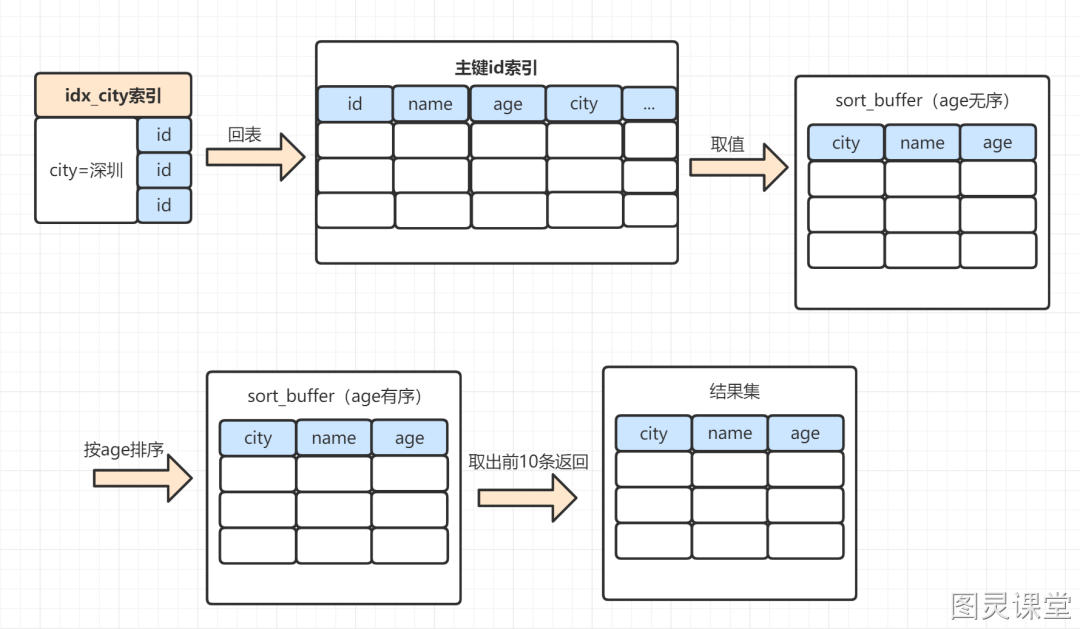 idx_city索引
city=深圳
id
id
id
回表
主键id索引
id name age city ...
取值
sort_buffer（age无序）
city name age
按age排序
sort_buffer（age有序）
city name age
取出前10条返回
结果集
city name age
图灵课堂